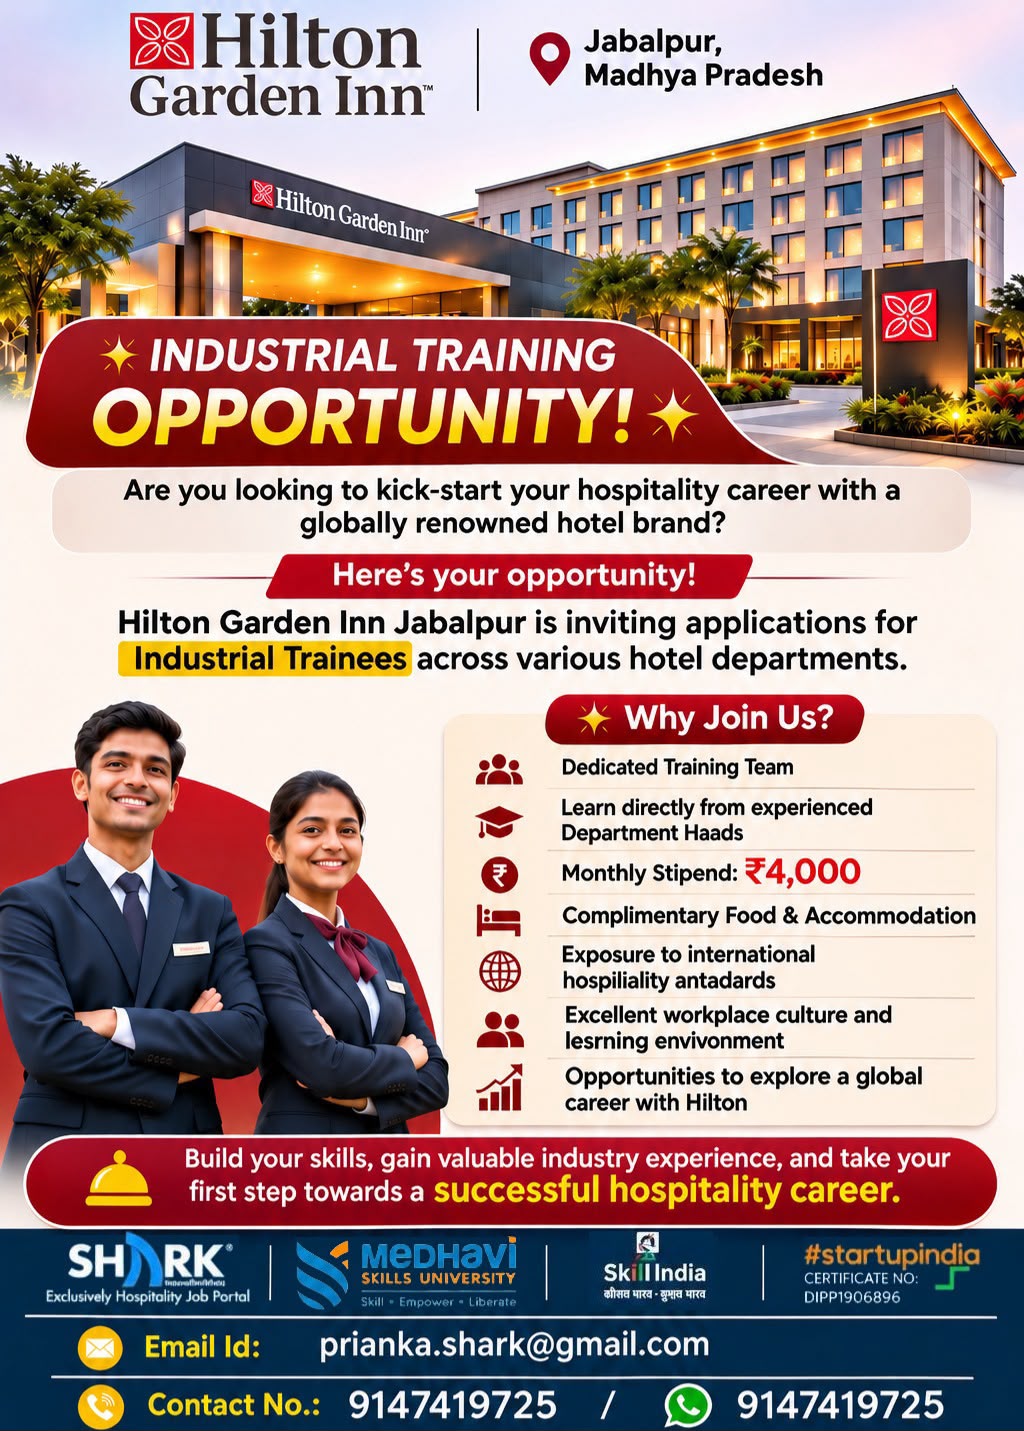 Hilton
Garden Inn™
Jabalpur,
Madhya Pradesh
Hilton Garden Inn
INDUSTRIAL TRAINING
OPPORTUNITY!
Are you looking to kick-start your hospitality career with a
globally renowned hotel brand?
Here's your opportunity!
Hilton Garden Inn Jabalpur is inviting applications for
Industrial Trainees across various hotel departments.
Why Join Us?
Dedicated Training Team
Learn directly from experienced
Department Haads
Monthly Stipend: ₹4,000
Complimentary Food & Accommodation
Exposure to international
hospiliality antadards
Excellent workplace culture and
lesrning envivonment
Opportunities to explore a global
career with Hilton
Build your skills, gain valuable industry experience, and take your
first step towards a successful hospitality career.
SHARK®
Exclusively Hospitality Job Portal
MeDHavi
SKILLS UNIVERSITY
Skill • Empower • Liberate
Skill India
भारत - भारत
#startupindia
CERTIFICATE NO:
DIPP1906896
Email Id: prianka.shark@gmail.com
Contact No.: 9147419725 / 9147419725